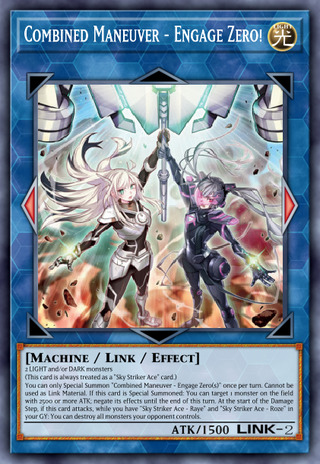 COMBINED MANEUVER - ENGAGE ZERO!
LIGHT
光
[MACHINE / LINK / EFFECT]
2 LIGHT and/or DARK monsters
(This card is always treated as a "Sky Striker Ace" card.)
You can only Special Summon "Combined Maneuver - Engage Zero!(s)" once per turn. Cannot
be used as Link Material. If this card is Special Summoned: You can target 1 monster on the field
with 2500 or more ATK; negate its effects until the end of this turn. At the start of the Damage
Step, if this card attacks, while you have "Sky Striker Ace - Raye" and "Sky Striker Ace - Roze" in
your GY: You can destroy all monsters your opponent controls.
ATK/1500 LINK-2